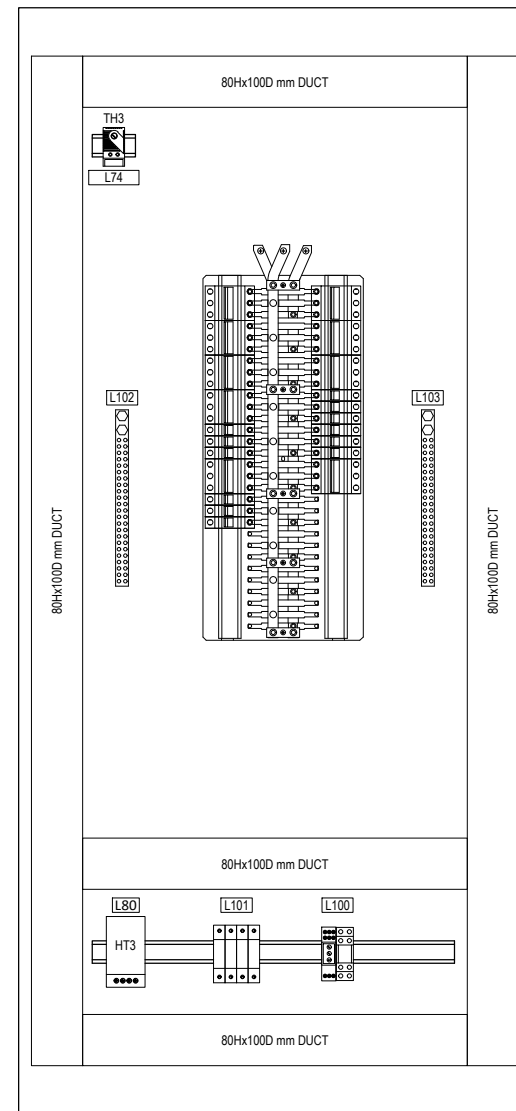 80Hx100D mm DUCT
TH3
L74
L102
L103
80Hx100D mm DUCT
80Hx100D mm DUCT
80Hx100D mm DUCT
L80
L101
L100
HT3
80Hx100D mm DUCT